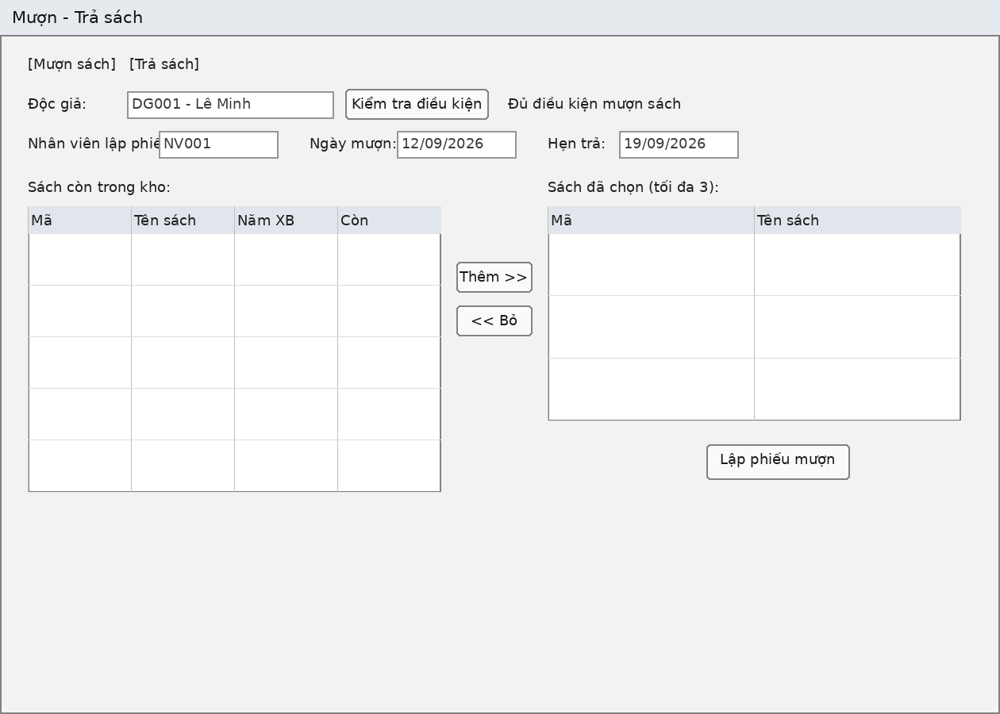 Mượn - Trả sách
[Mượn sách] [Trả sách]
Độc giả: DG001 - Lê Minh Kiểm tra điều kiện Đủ điều kiện mượn sách
Nhân viên lập phiế NV001 Ngày mượn: 12/09/2026 Hẹn trả: 19/09/2026
Sách còn trong kho: Sách đã chọn (tối đa 3):
Mã Tên sách Năm XB Còn Mã Tên sách
Thêm >>
<< Bỏ
Lập phiếu mượn